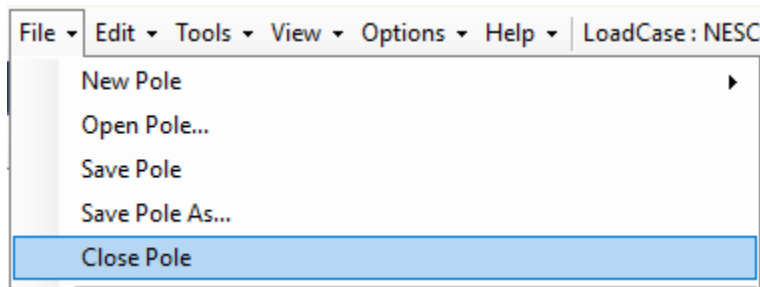 File Edit Tools View Options Help LoadCase : NESC
New Pole
Open Pole...
Save Pole
Save Pole As...
Close Pole